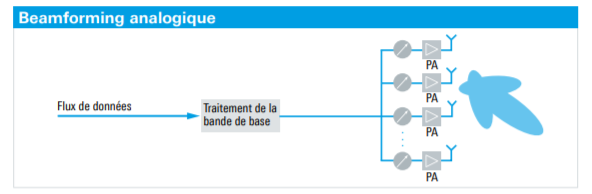 Beamforming analogique
PA
PA
Flux de données
Traitement de la
bande de base
PA
PA